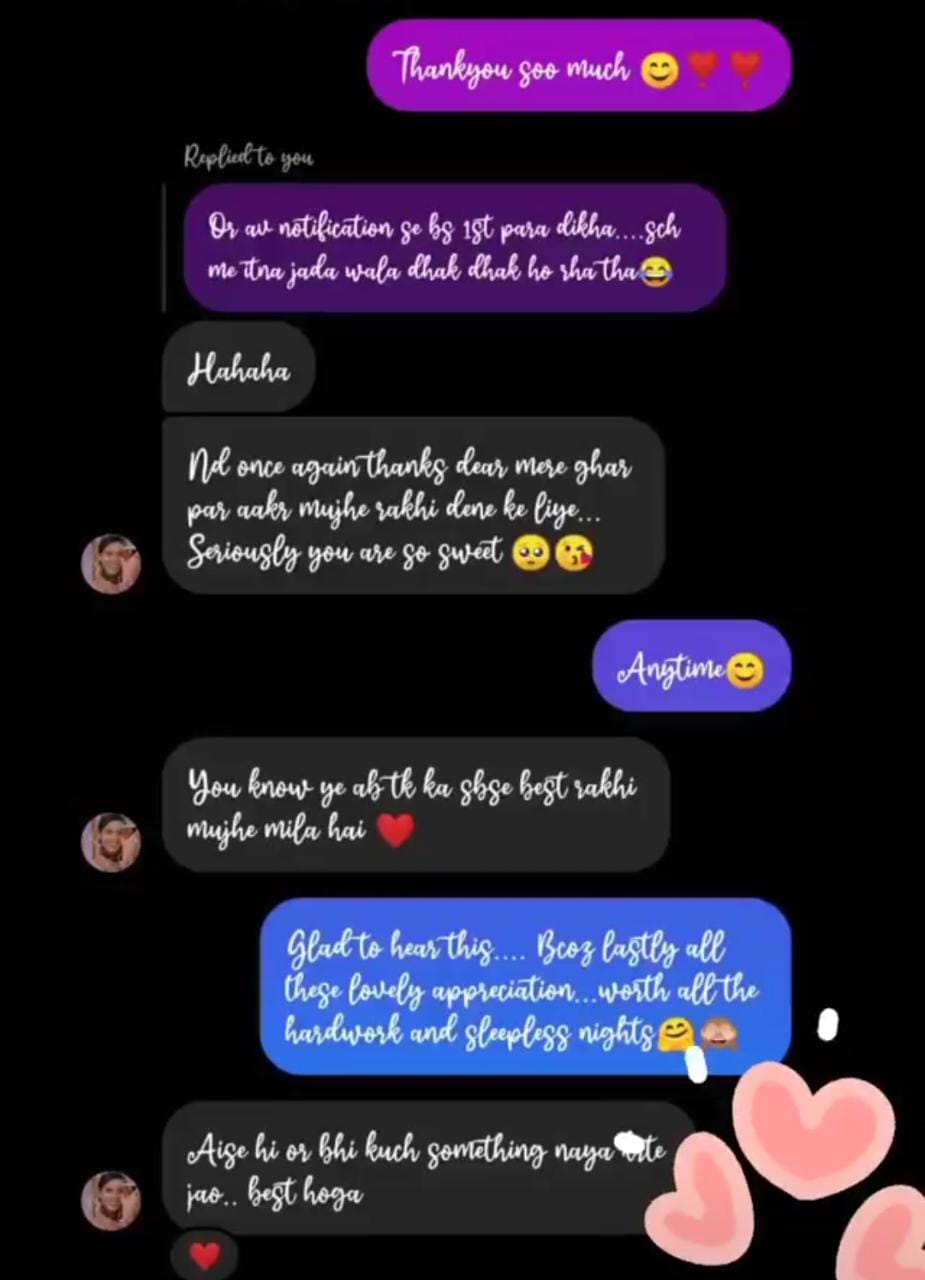 Thankyou soo much 😊❣️❣️
Replied to you
Or av notification se bs 1st para dikha....sch
me itna jada wala dhak dhak ho rha tha😂
Hahaha
Nd once again thanks dear mere ghar
par aakr mujhe rakhi dene ke liye...
Seriously you are so sweet 🥺😘
Anytime😊
You know ye ab tk ka sbse best rakhi
mujhe mila hai ❤️
Glad to hear this.... Bcoz lastly all
these lovely appreciation...worth all the
hardwork and sleepless nights🤗🙈
Aise hi or bhi kuch something naya
jao.. best hoga
❤️